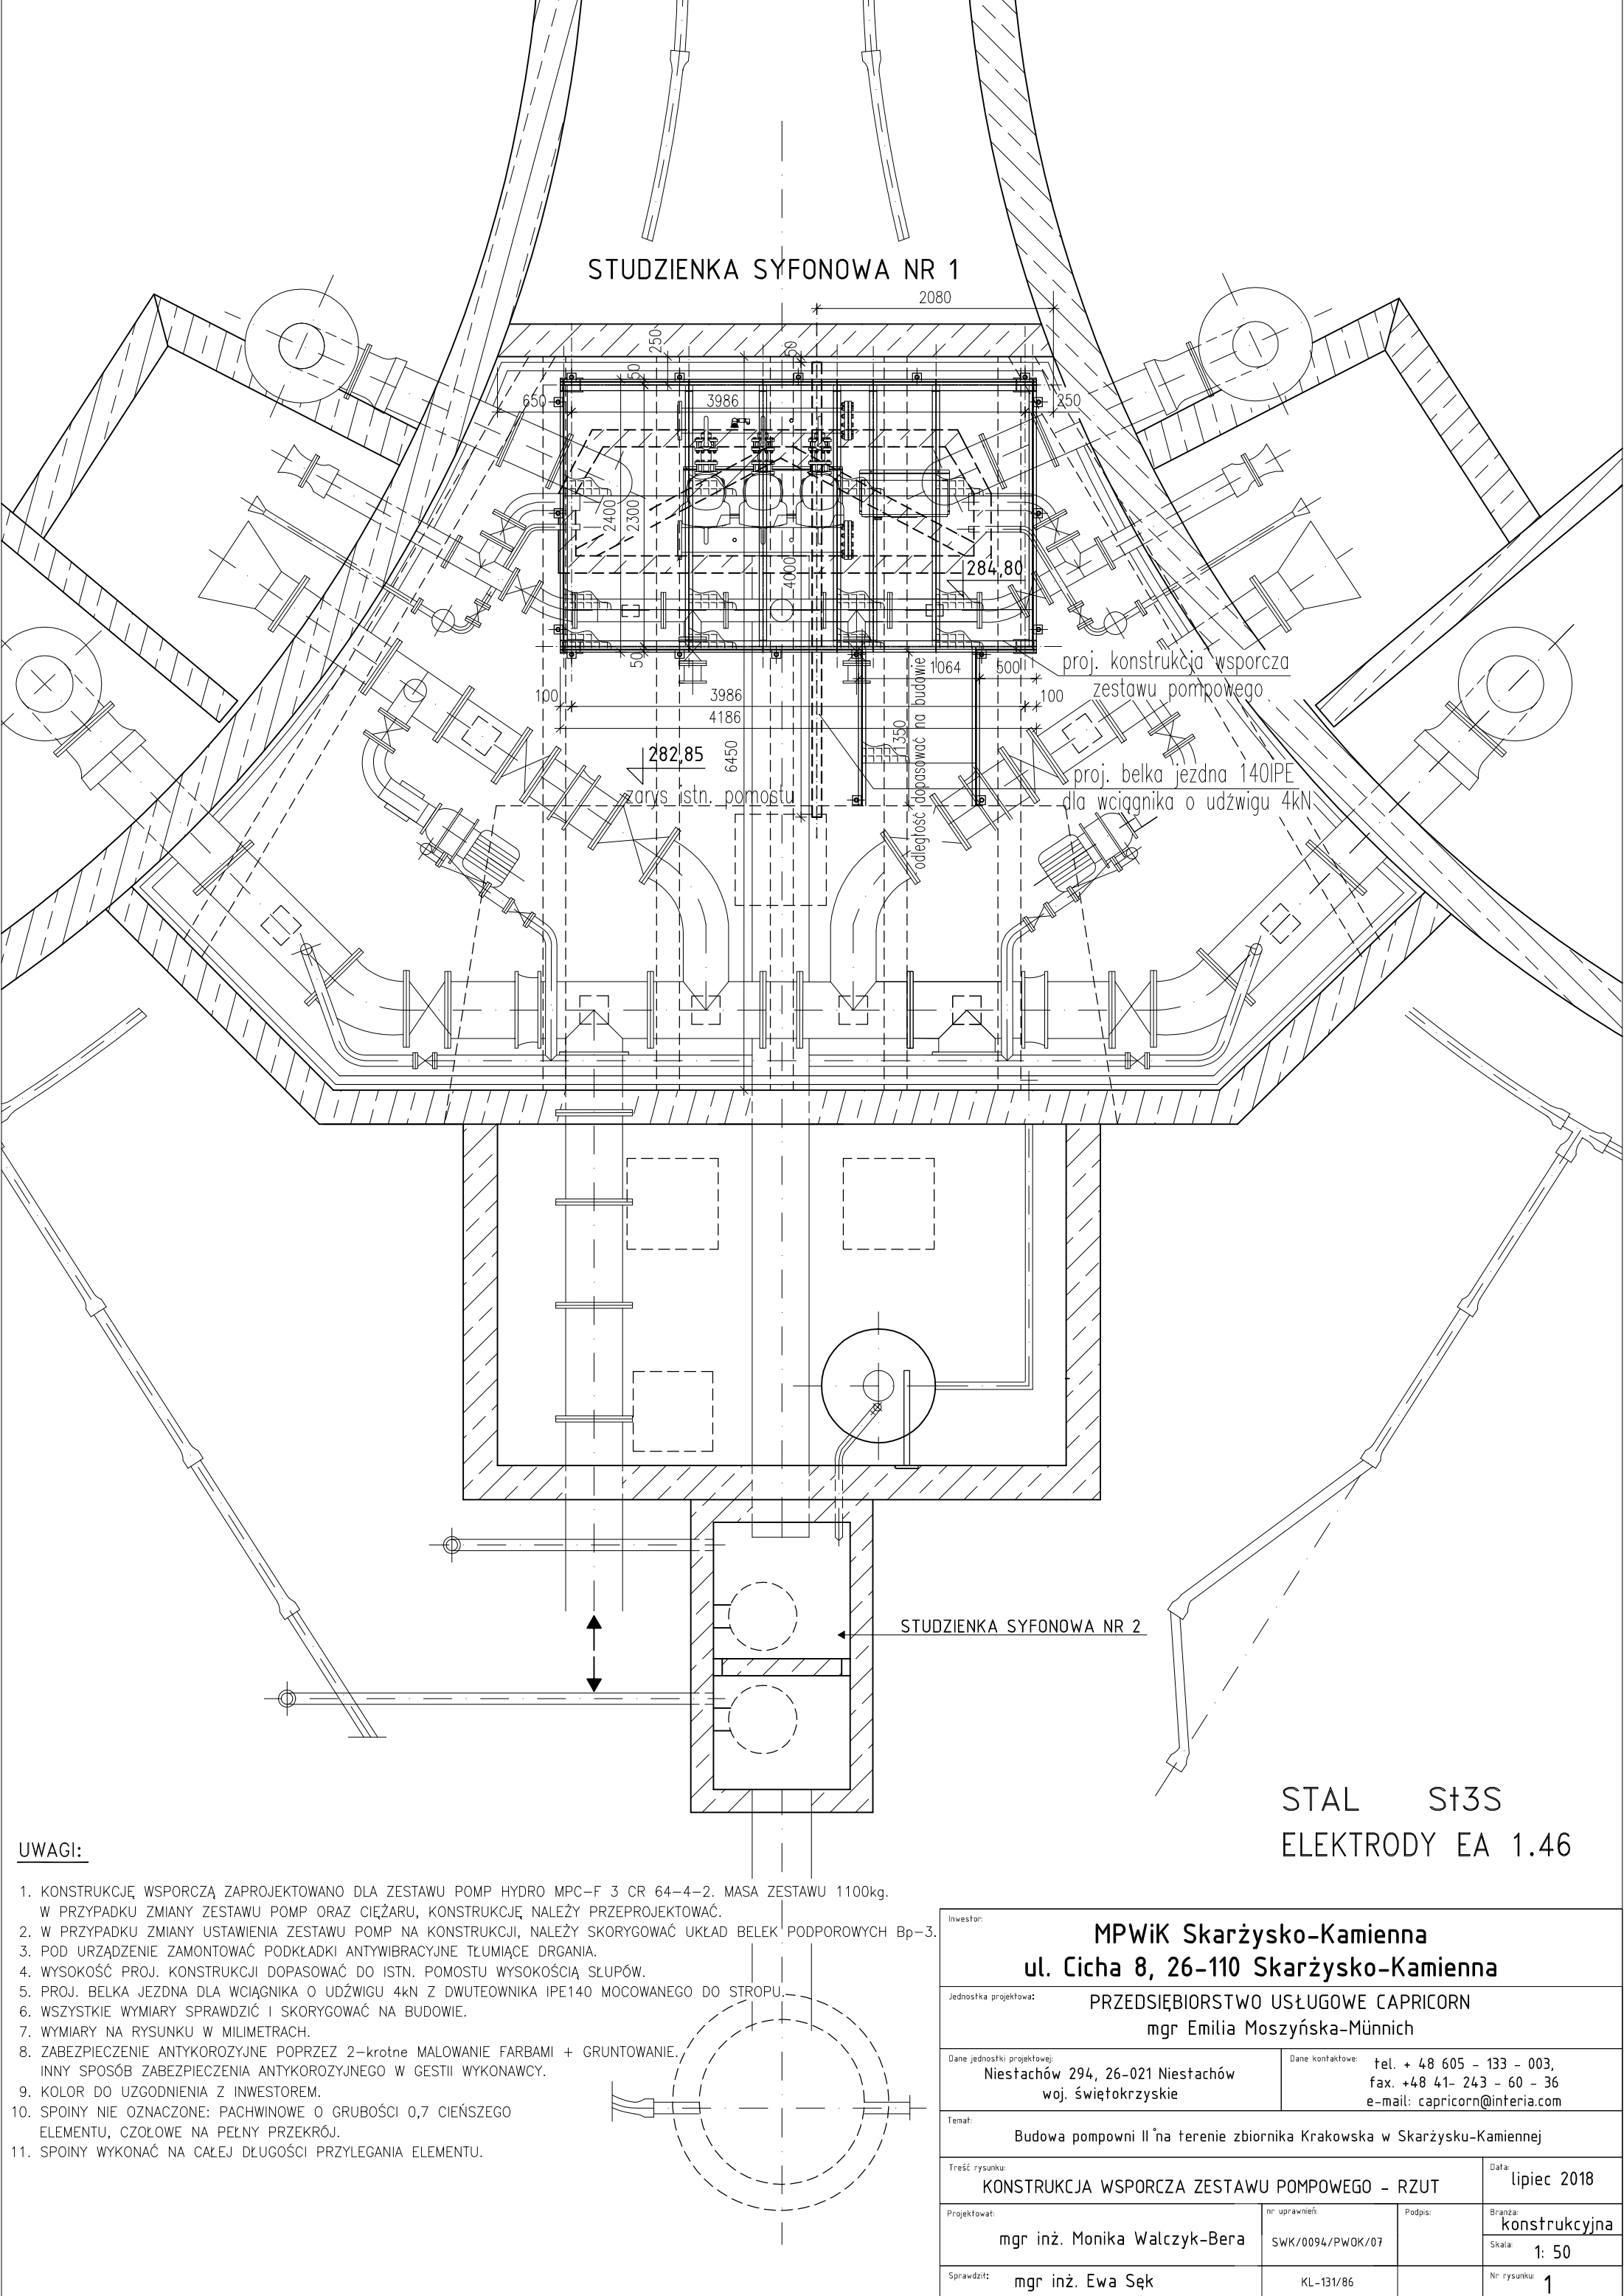 STUDZIENKA SYFONOWA NR 1
2080
250
50
50
650
3986
250
2400
2300
4000
284,80
50
1064
500
proj. konstrukcja wsporcza
zestawu pompowego
100
3986
100
4186
6450
1350
odległość dopasować na budowie
282,85
zarys istn. pomostu
proj. belka jezdna 140IPE
dla wciągnika o udźwigu 4kN
STUDZIENKA SYFONOWA NR 2
STAL St3S
ELEKTRODY EA 1.46
UWAGI:
1. KONSTRUKCJĘ WSPORCZĄ ZAPROJEKTOWANO DLA ZESTAWU POMP HYDRO MPC-F 3 CR 64-4-2. MASA ZESTAWU 1100kg.
W PRZYPADKU ZMIANY ZESTAWU POMP ORAZ CIĘŻARU, KONSTRUKCJĘ NALEŻY PRZEPROJEKTOWAĆ.
2. W PRZYPADKU ZMIANY USTAWIENIA ZESTAWU POMP NA KONSTRUKCJI, NALEŻY SKORYGOWAĆ UKŁAD BELEK PODPOROWYCH Bp-3.
3. POD URZĄDZENIE ZAMONTOWAĆ PODKŁADKI ANTYWIBRACYJNE TŁUMIĄCE DRGANIA.
4. WYSOKOŚĆ PROJ. KONSTRUKCJI DOPASOWAĆ DO ISTN. POMOSTU WYSOKOŚCIĄ SŁUPÓW.
5. PROJ. BELKA JEZDNA DLA WCIĄGNIKA O UDŹWIGU 4kN Z DWUTEOWNIKA IPE140 MOCOWANEGO DO STROPU.
6. WSZYSTKIE WYMIARY SPRAWDZIĆ I SKORYGOWAĆ NA BUDOWIE.
7. WYMIARY NA RYSUNKU W MILIMETRACH.
8. ZABEZPIECZENIE ANTYKOROZYJNE POPRZEZ 2-krotne MALOWANIE FARBAMI + GRUNTOWANIE.
INNY SPOSÓB ZABEZPIECZENIA ANTYKOROZYJNEGO W GESTII WYKONAWCY.
9. KOLOR DO UZGODNIENIA Z INWESTOREM.
10. SPOINY NIE OZNACZONE: PACHWINOWE O GRUBOŚCI 0,7 CIEŃSZEGO
ELEMENTU, CZOŁOWE NA PEŁNY PRZEKRÓJ.
11. SPOINY WYKONAĆ NA CAŁEJ DŁUGOŚCI PRZYLEGANIA ELEMENTU.
Inwestor:
MPWiK Skarżysko-Kamienna
ul. Cicha 8, 26-110 Skarżysko-Kamienna
Jednostka projektowa:
PRZEDSIĘBIORSTWO USŁUGOWE CAPRICORN
mgr Emilia Moszyńska-Münnich
Dane jednostki projektowej:
Niestachów 294, 26-021 Niestachów
woj. świętokrzyskie
Dane kontaktowe:
tel. + 48 605 - 133 - 003,
fax. +48 41- 243 - 60 - 36
e-mail: capricorn@interia.com
Temat:
Budowa pompowni II° na terenie zbiornika Krakowska w Skarżysku-Kamiennej
Treść rysunku:
KONSTRUKCJA WSPORCZA ZESTAWU POMPOWEGO - RZUT
Data:
lipiec 2018
Projektował:
mgr inż. Monika Walczyk-Bera
nr uprawnień:
SWK/0094/PWOK/07
Podpis:
Branża:
konstrukcyjna
Skala:
1: 50
Sprawdził:
mgr inż. Ewa Sęk
KL-131/86
Nr rysunku:
1